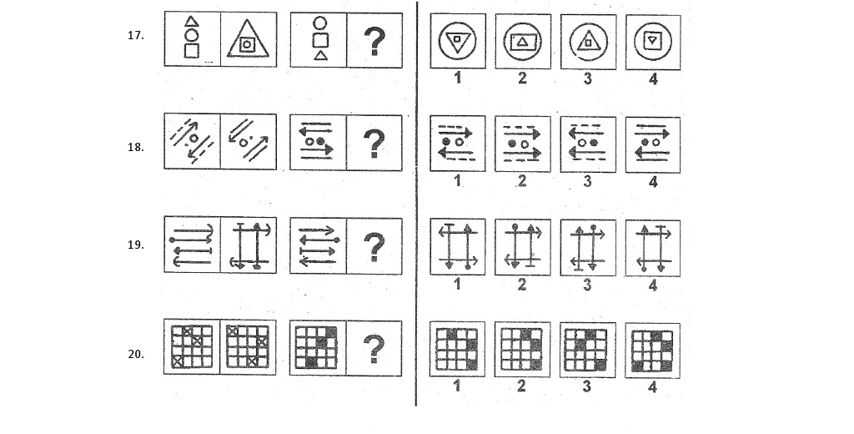 17. ? 1 2 3 4
18. ? 1 2 3 4
19. ? 1 2 3 4
20. ? 1 2 3 4